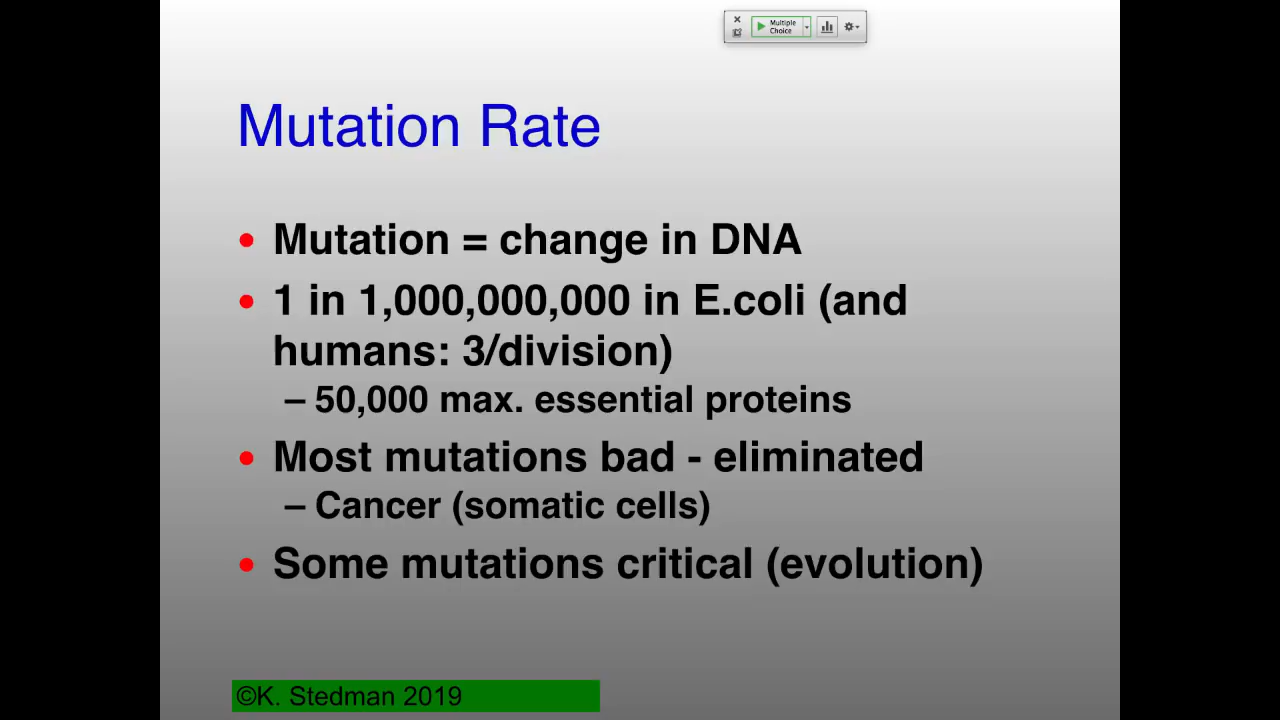 Multiple
Choice
Mutation Rate
• Mutation = change in DNA
• 1 in 1,000,000,000 in E.coli (and
humans: 3/division)
– 50,000 max. essential proteins
• Most mutations bad - eliminated
– Cancer (somatic cells)
• Some mutations critical (evolution)
©K. Stedman 2019